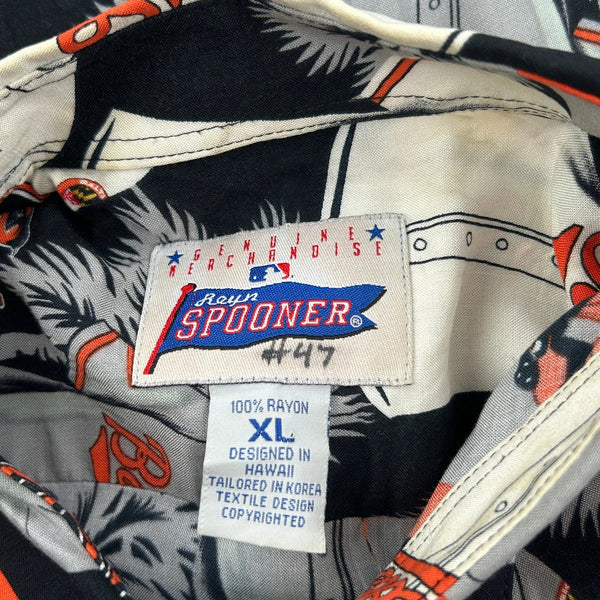 GENUINE
MERCHANDISE
Reyn
SPOONER®
#47
100% RAYON
XL
DESIGNED IN
HAWAII
TAILORED IN KOREA
TEXTILE DESIGN
COPYRIGHTED